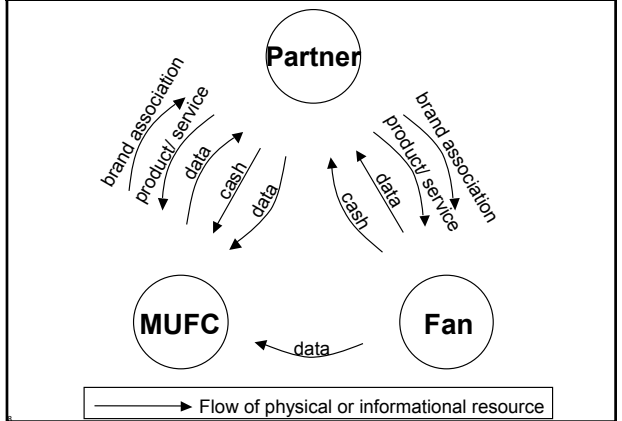 Partner
brand association
product/ service
data
cash
data
cash
data
product/ service
brand association
MUFC
Fan
data
Flow of physical or informational resource